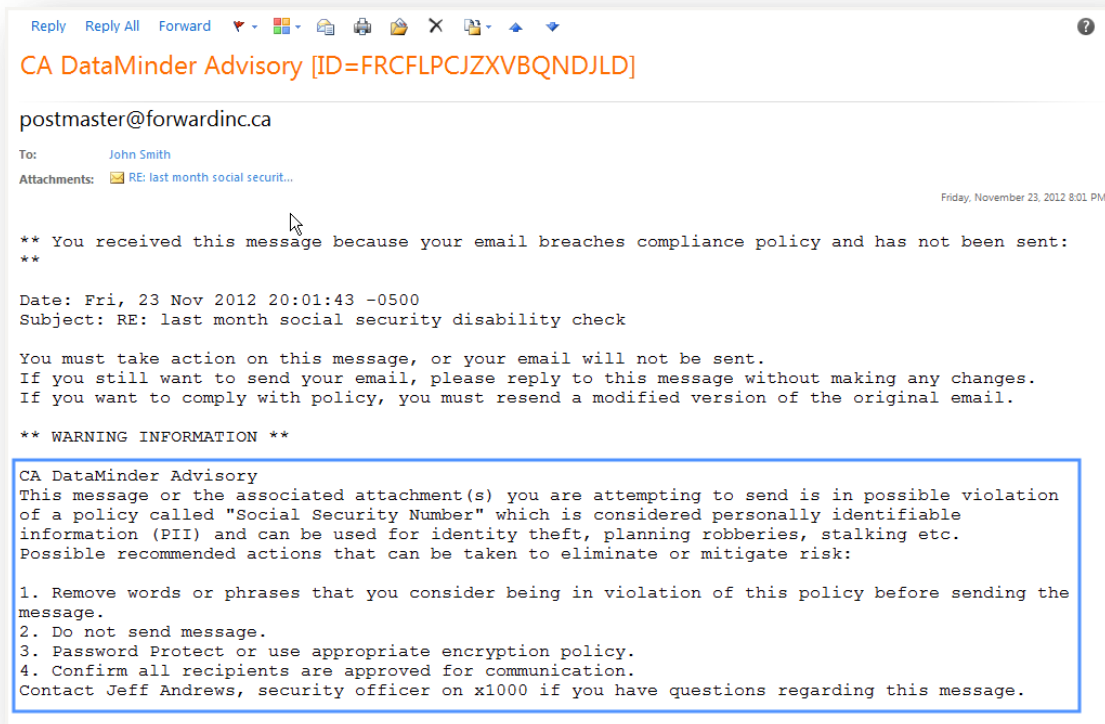 Reply Reply All Forward
CA DataMinder Advisory [ID=FRCFLPCJZXVBQNDJLD]
postmaster@forwardinc.ca
To: John Smith
Attachments: RE: last month social securit...
Friday, November 23, 2012 8:01 PM
** You received this message because your email breaches compliance policy and has not been sent:
**
Date: Fri, 23 Nov 2012 20:01:43 -0500
Subject: RE: last month social security disability check
You must take action on this message, or your email will not be sent.
If you still want to send your email, please reply to this message without making any changes.
If you want to comply with policy, you must resend a modified version of the original email.
** WARNING INFORMATION **
CA DataMinder Advisory
This message or the associated attachment(s) you are attempting to send is in possible violation
of a policy called "Social Security Number" which is considered personally identifiable
information (PII) and can be used for identity theft, planning robberies, stalking etc.
Possible recommended actions that can be taken to eliminate or mitigate risk:
1. Remove words or phrases that you consider being in violation of this policy before sending the
message.
2. Do not send message.
3. Password Protect or use appropriate encryption policy.
4. Confirm all recipients are approved for communication.
Contact Jeff Andrews, security officer on x1000 if you have questions regarding this message.